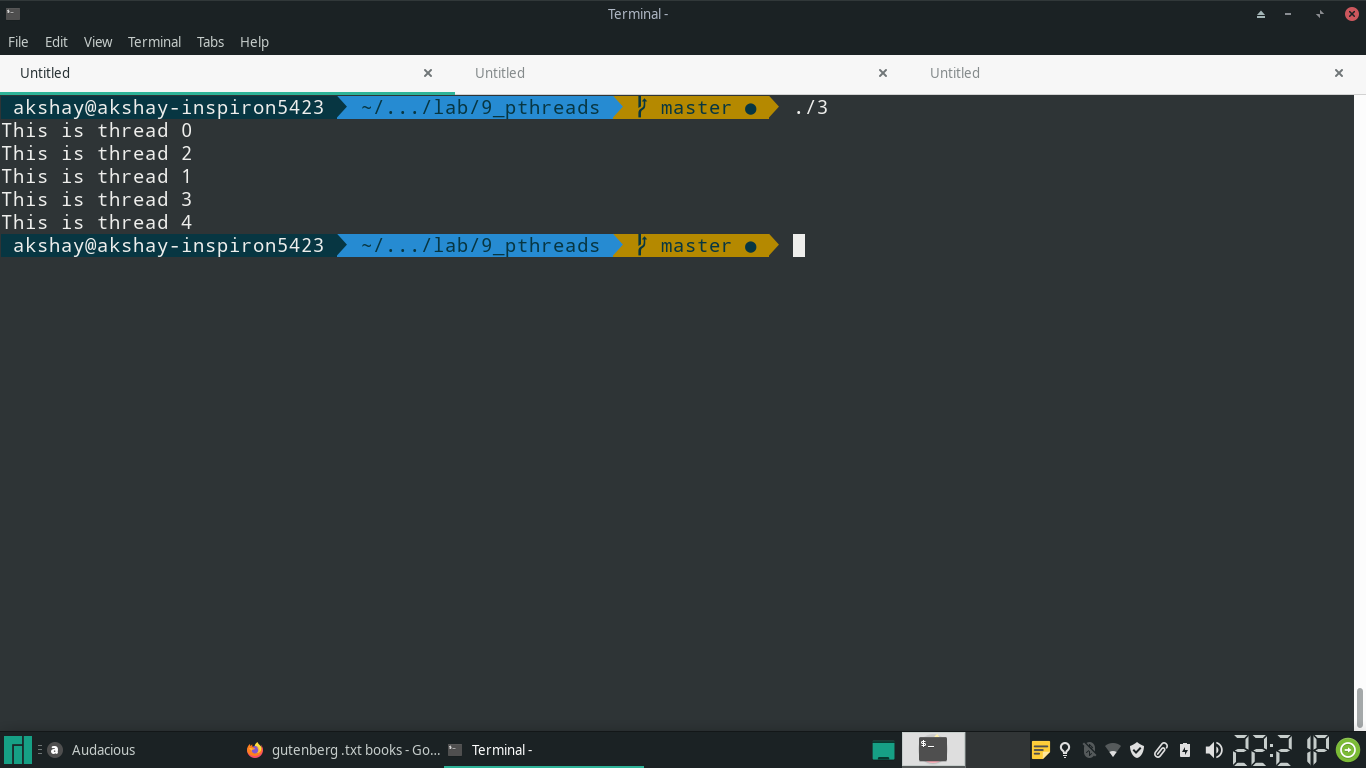 Terminal -
File Edit View Terminal Tabs Help
Untitled Untitled Untitled
akshay@akshay-inspiron5423 ~/.../lab/9_pthreads master ● ./3
This is thread 0
This is thread 2
This is thread 1
This is thread 3
This is thread 4
akshay@akshay-inspiron5423 ~/.../lab/9_pthreads master ●
Audacious gutenberg .txt books - Go... Terminal -